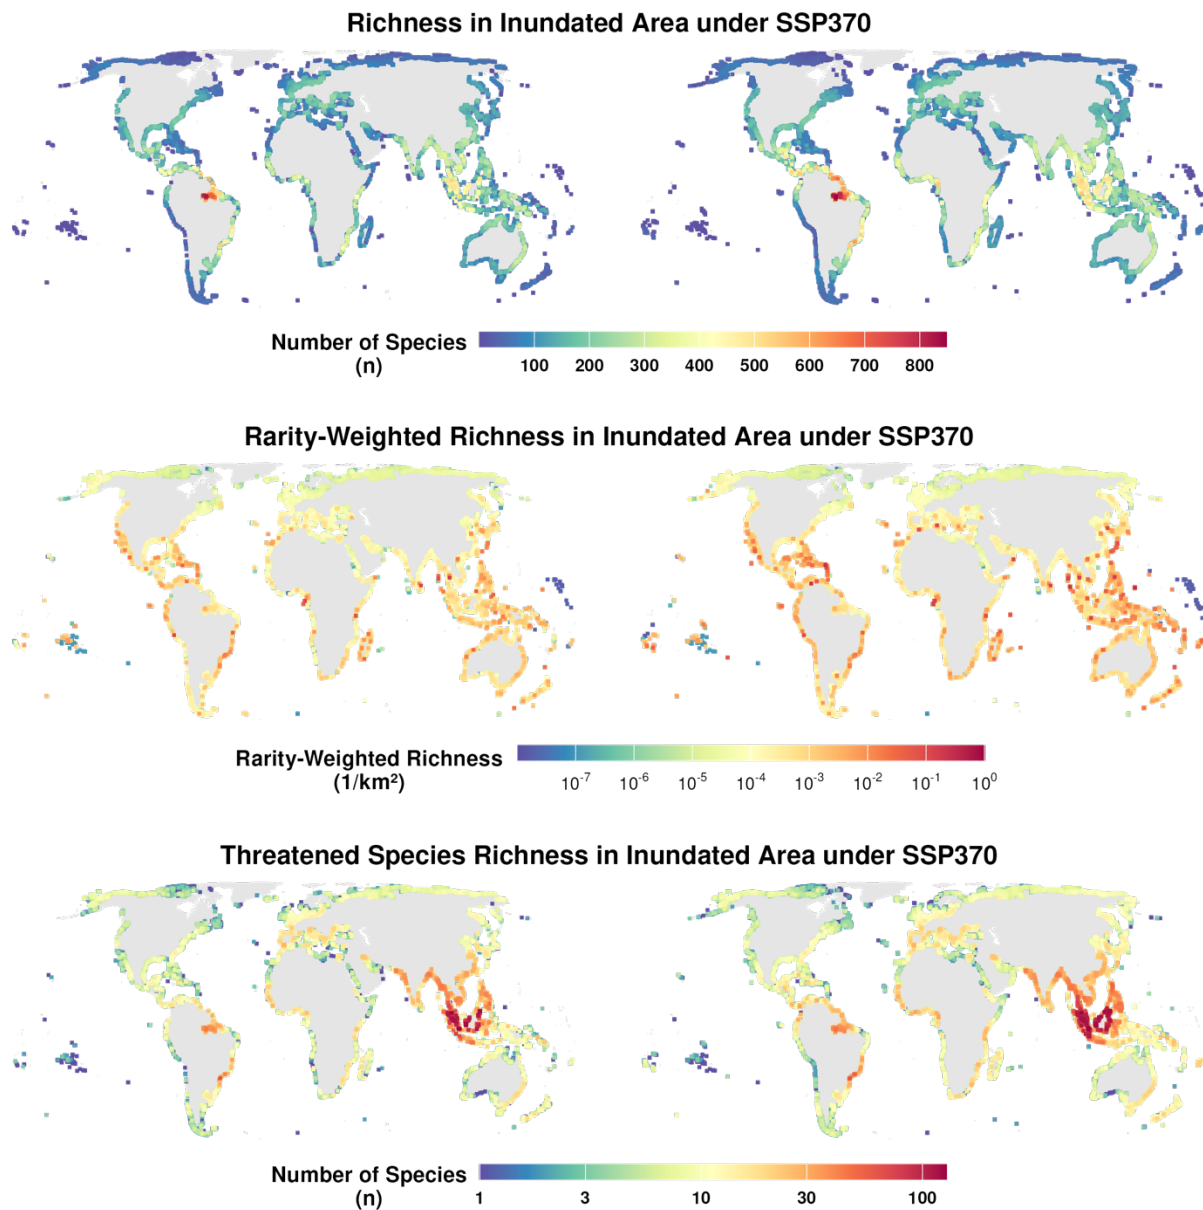 Richness in Inundated Area under SSP370
Number of Species
(n)
100 200 300 400 500 600 700 800
Rarity-Weighted Richness in Inundated Area under SSP370
Rarity-Weighted Richness
(1/km²)
10⁻⁷ 10⁻⁶ 10⁻⁵ 10⁻⁴ 10⁻³ 10⁻² 10⁻¹ 10⁰
Threatened Species Richness in Inundated Area under SSP370
Number of Species
(n)
1 3 10 30 100